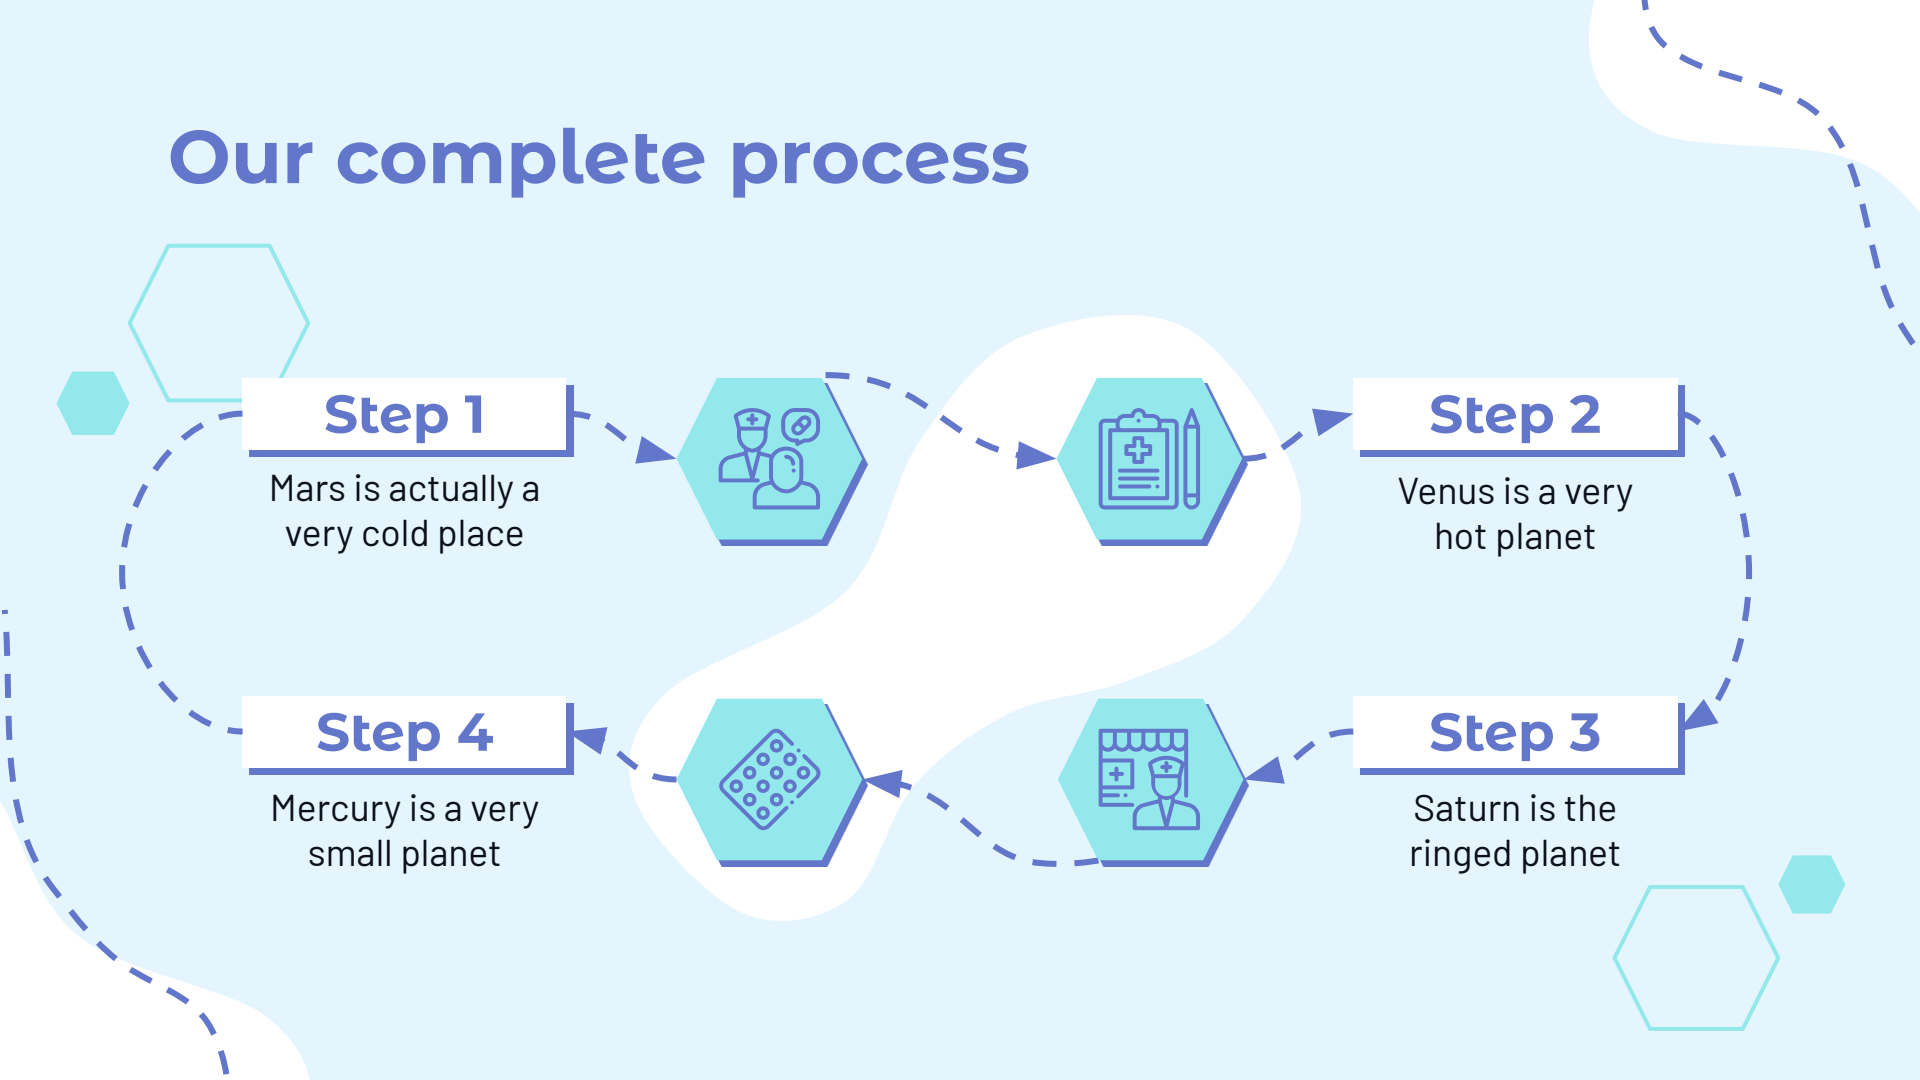 Our complete process
Step 1
Mars is actually a
very cold place
Step 2
Venus is a very
hot planet
Step 3
Saturn is the
ringed planet
Step 4
Mercury is a very
small planet